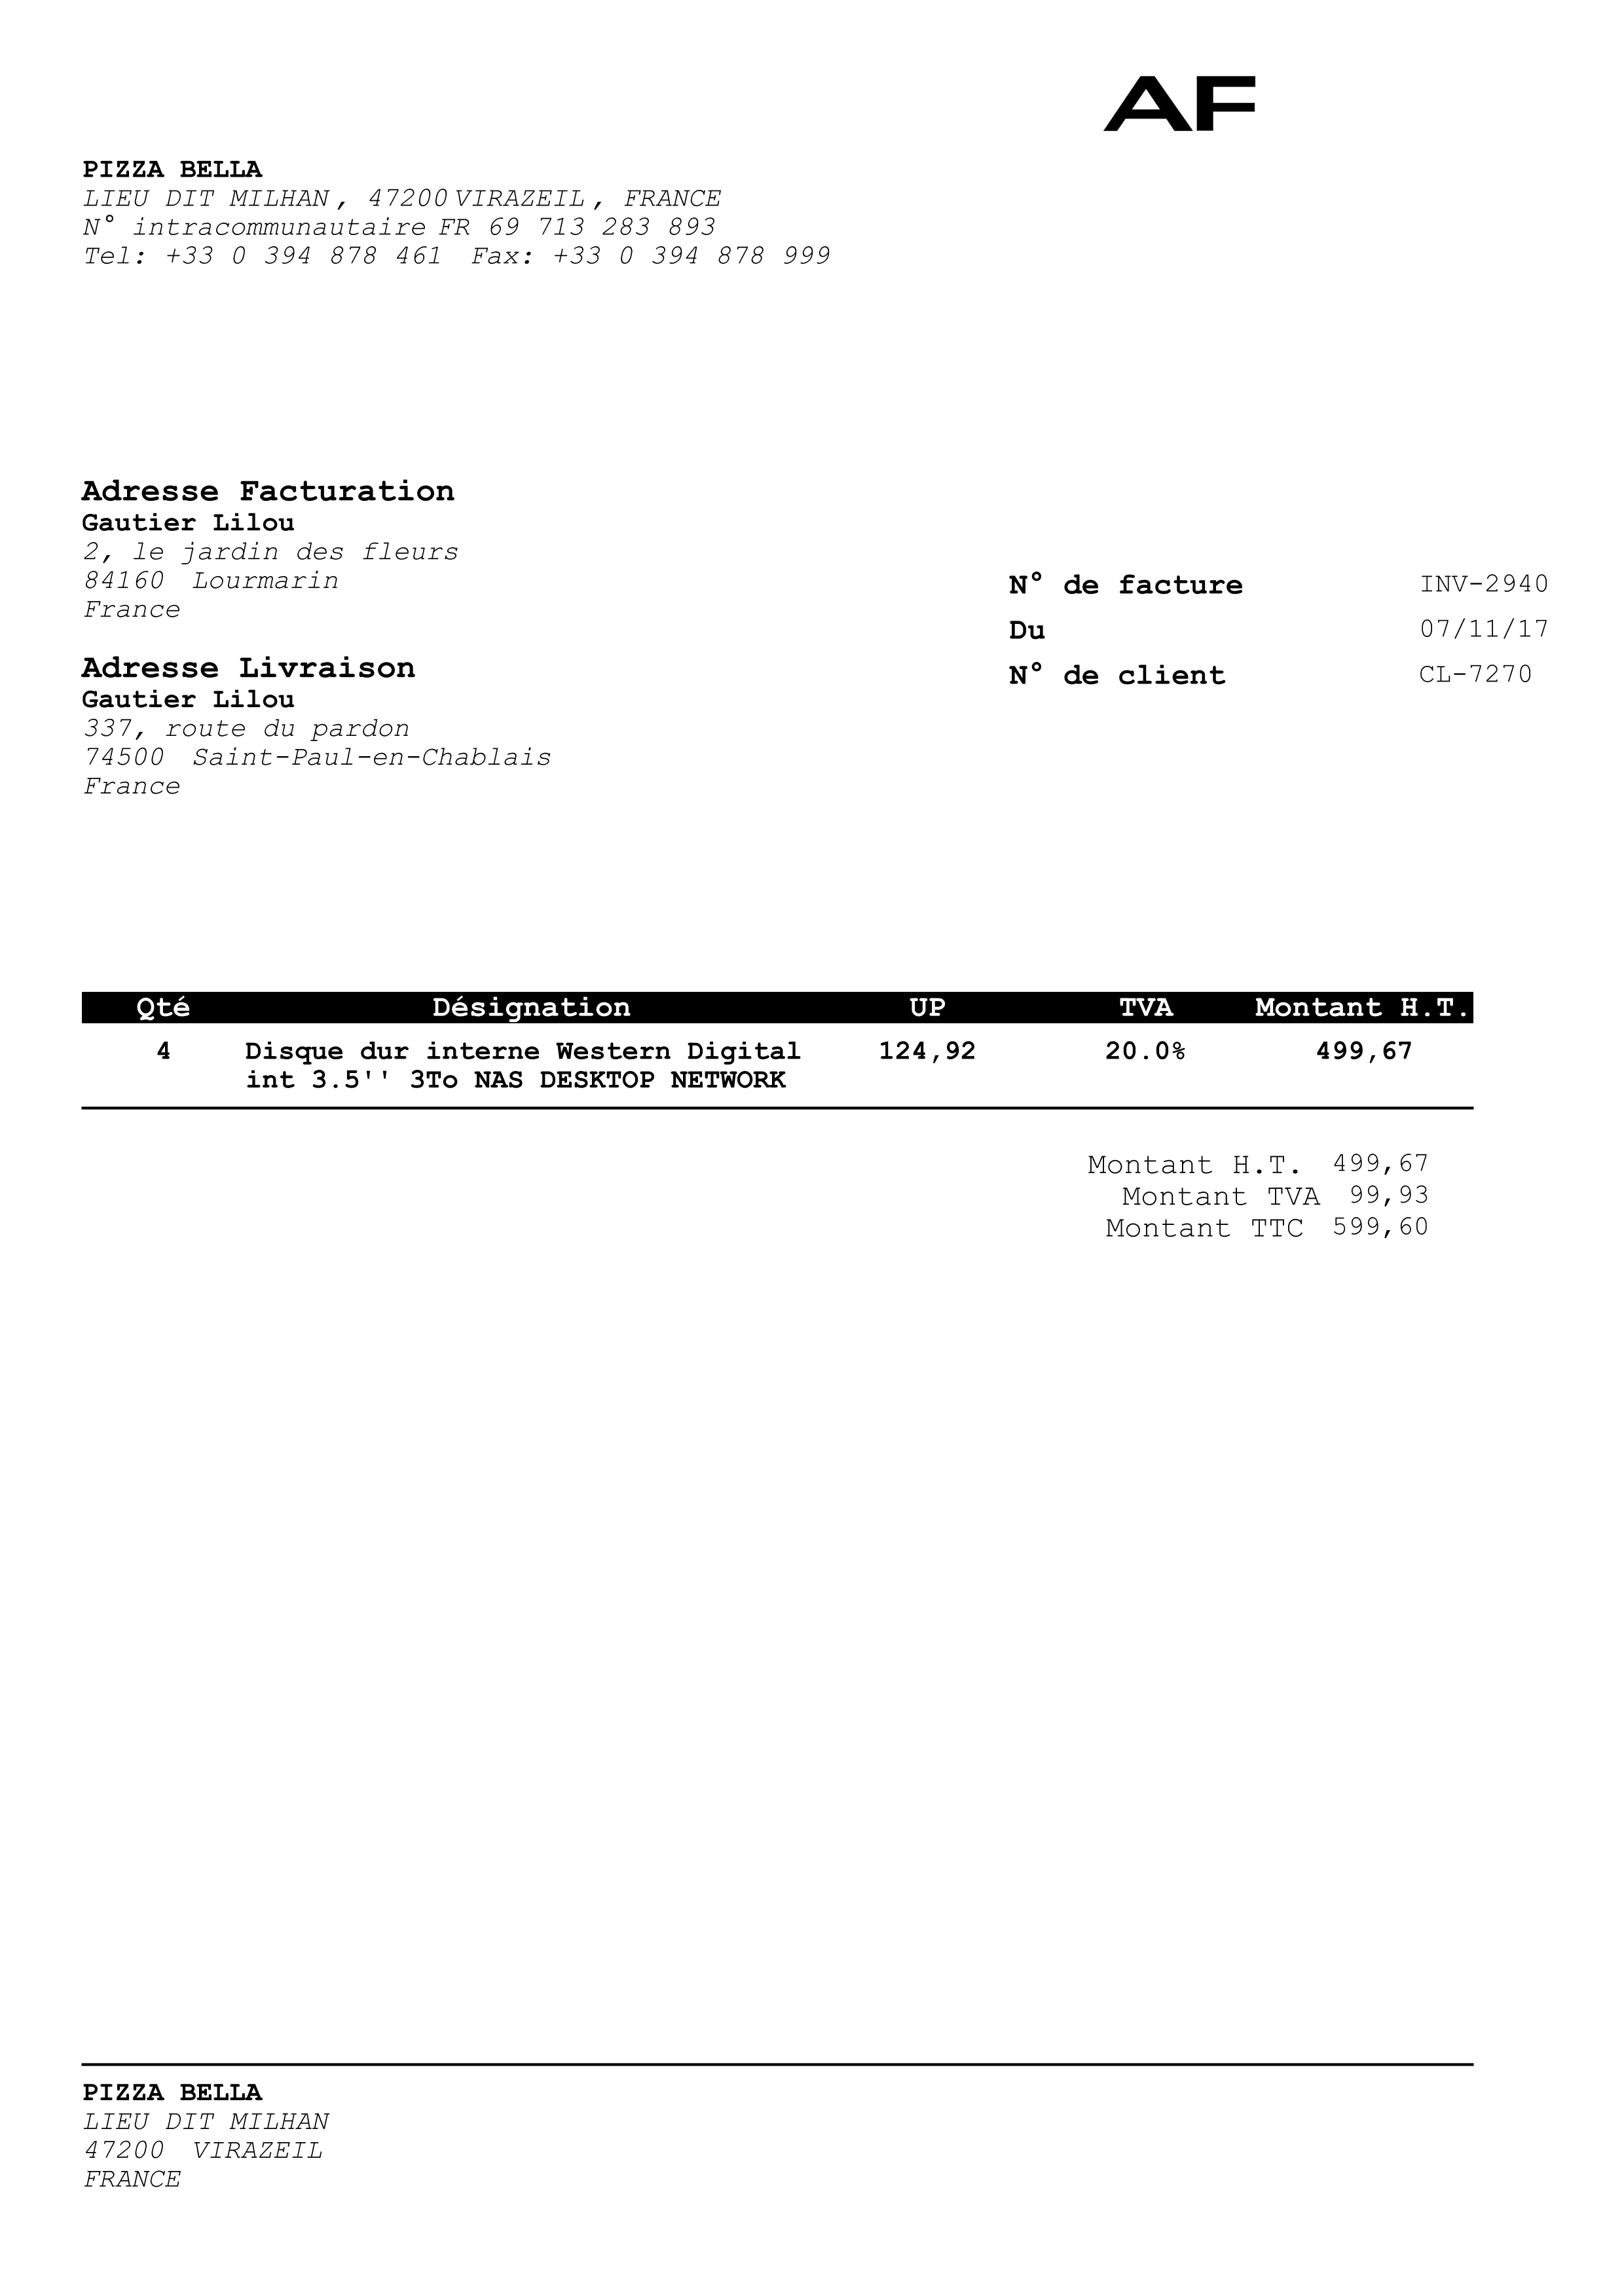 AF
PIZZA BELLA
LIEU DIT MILHAN, 47200 VIRAZEIL, FRANCE
N° intracommunautaire FR 69 713 283 893
Tel: +33 0 394 878 461 Fax: +33 0 394 878 999
Adresse Facturation
Gautier Lilou
2, le jardin des fleurs
84160 Lourmarin
France
N° de facture INV-2940
Du 07/11/17
N° de client CL-7270
Adresse Livraison
Gautier Lilou
337, route du pardon
74500 Saint-Paul-en-Chablais
France
Qté Désignation UP TVA Montant H.T.
4 Disque dur interne Western Digital 124,92 20.0% 499,67
int 3.5'' 3To NAS DESKTOP NETWORK
Montant H.T. 499,67
Montant TVA 99,93
Montant TTC 599,60
PIZZA BELLA
LIEU DIT MILHAN
47200 VIRAZEIL
FRANCE